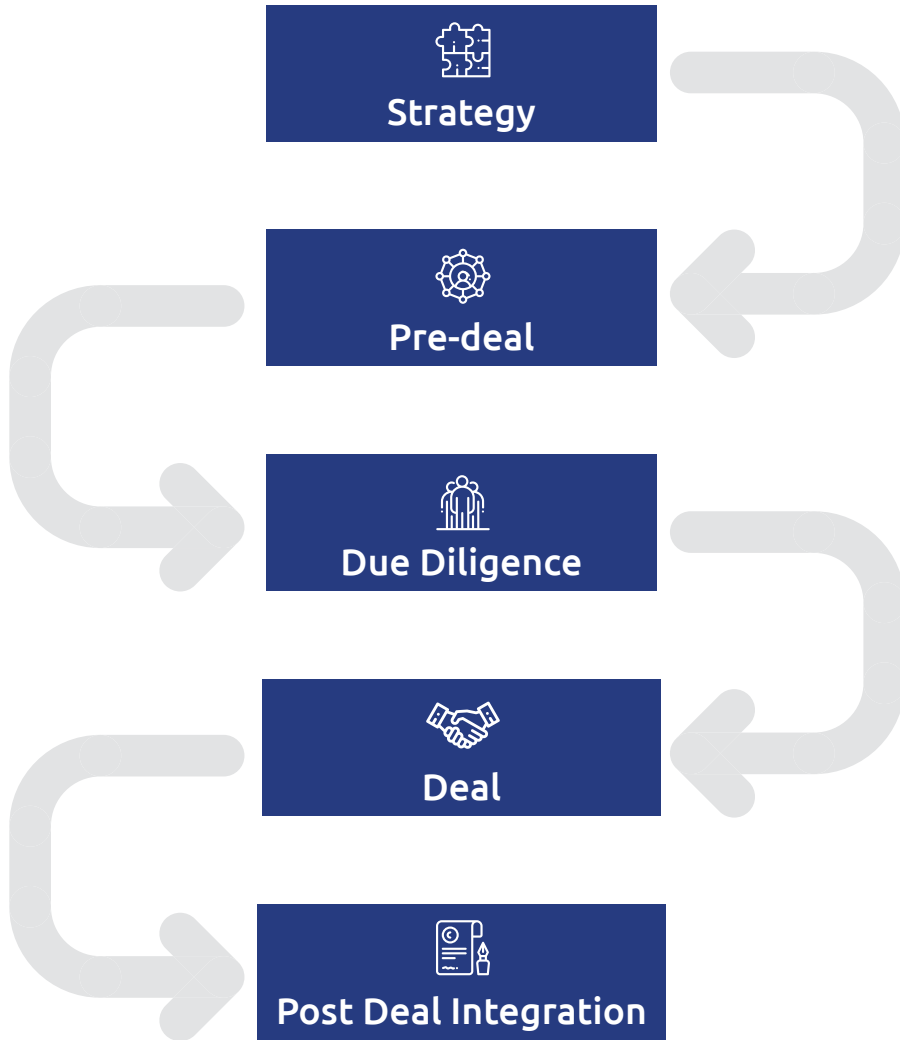 Strategy
Pre-deal
Due Diligence
Deal
Post Deal Integration